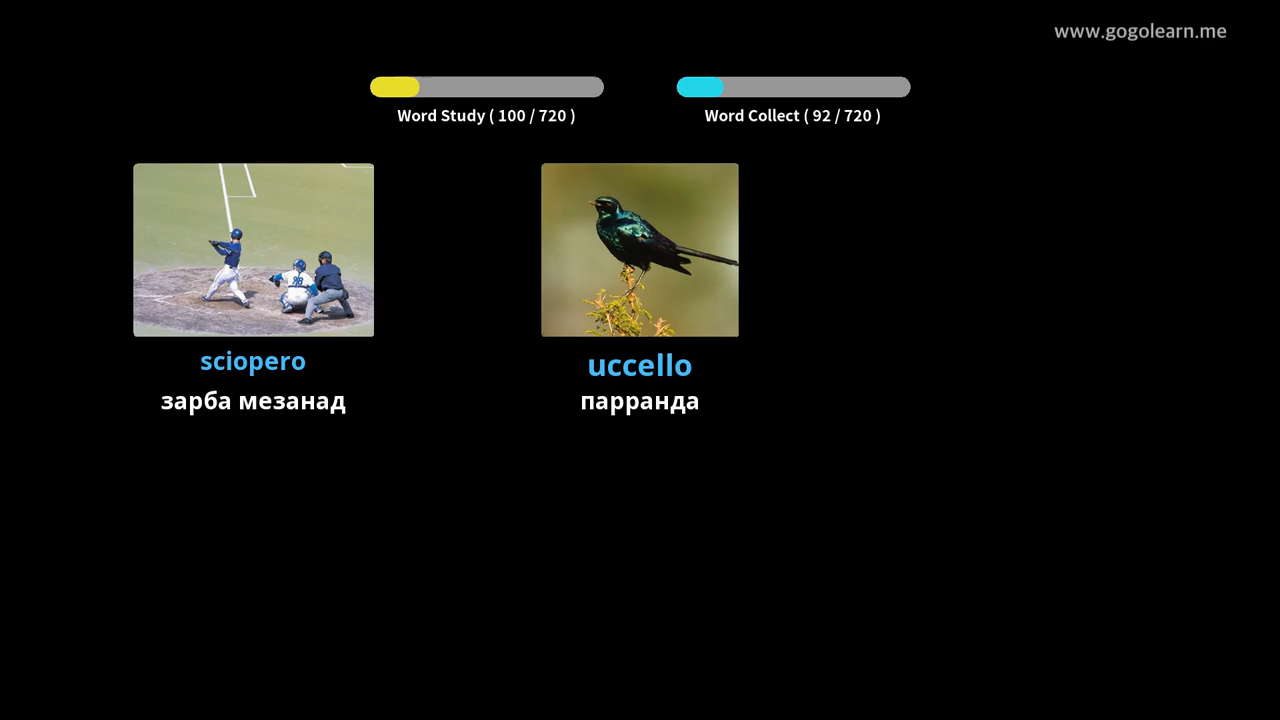 www.gogolearn.me
Word Study ( 100 / 720 )
Word Collect ( 92 / 720 )
sciopero
зарба мезанад
uccello
парранда